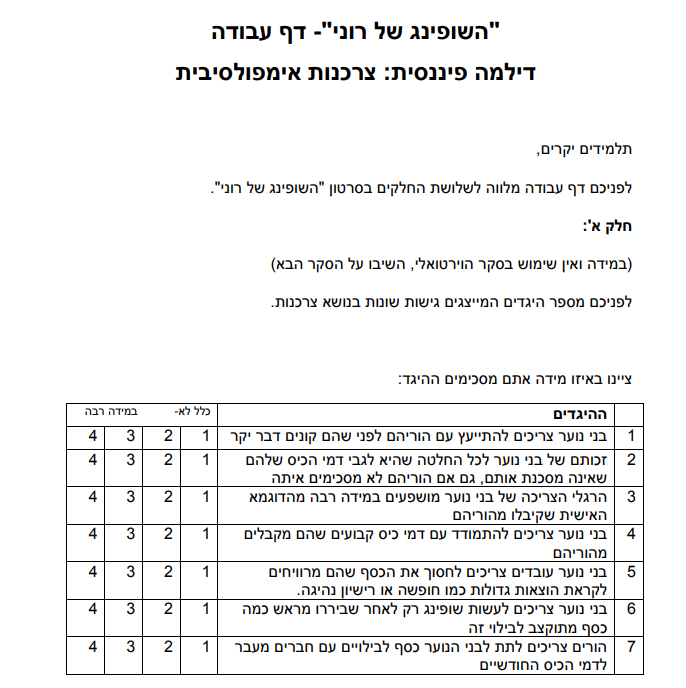 "השופינג של רוני"- דף עבודה
דילמה פיננסית: צרכנות אימפולסיבית
תלמידים יקרים,
לפניכם דף עבודה מלווה לשלושת החלקים בסרטון "השופינג של רוני".
חלק א':
(במידה ואין שימוש בסקר הוירטואלי, השיבו על הסקר הבא)
לפניכם מספר היגדים המייצגים גישות שונות בנושא צרכנות.
ציינו באיזו מידה אתם מסכימים ההיגד:
ההיגדים כלל לא- במידה רבה
1 בני נוער צריכים להתייעץ עם הוריהם לפני שהם קונים דבר יקר 1 2 3 4
2 זכותם של בני נוער לכל החלטה שהיא לגבי דמי הכיס שלהם 1 2 3 4
שאינה מסכנת אותם, גם אם הוריהם לא מסכימים איתה
3 הרגלי הצריכה של בני נוער מושפעים במידה רבה מהדוגמא 1 2 3 4
האישית שקיבלו מהוריהם
4 בני נוער צריכים להתמודד עם דמי כיס קבועים שהם מקבלים 1 2 3 4
מהוריהם
5 בני נוער עובדים צריכים לחסוך את הכסף שהם מרוויחים 1 2 3 4
לקראת הוצאות גדולות כמו חופשה או רישיון נהיגה.
6 בני נוער צריכים לעשות שופינג רק לאחר שביררו מראש כמה 1 2 3 4
כסף מתוקצב לבילוי זה
7 הורים צריכים לתת לבני הנוער כסף לבילויים עם חברים מעבר 1 2 3 4
לדמי הכיס החודשיים